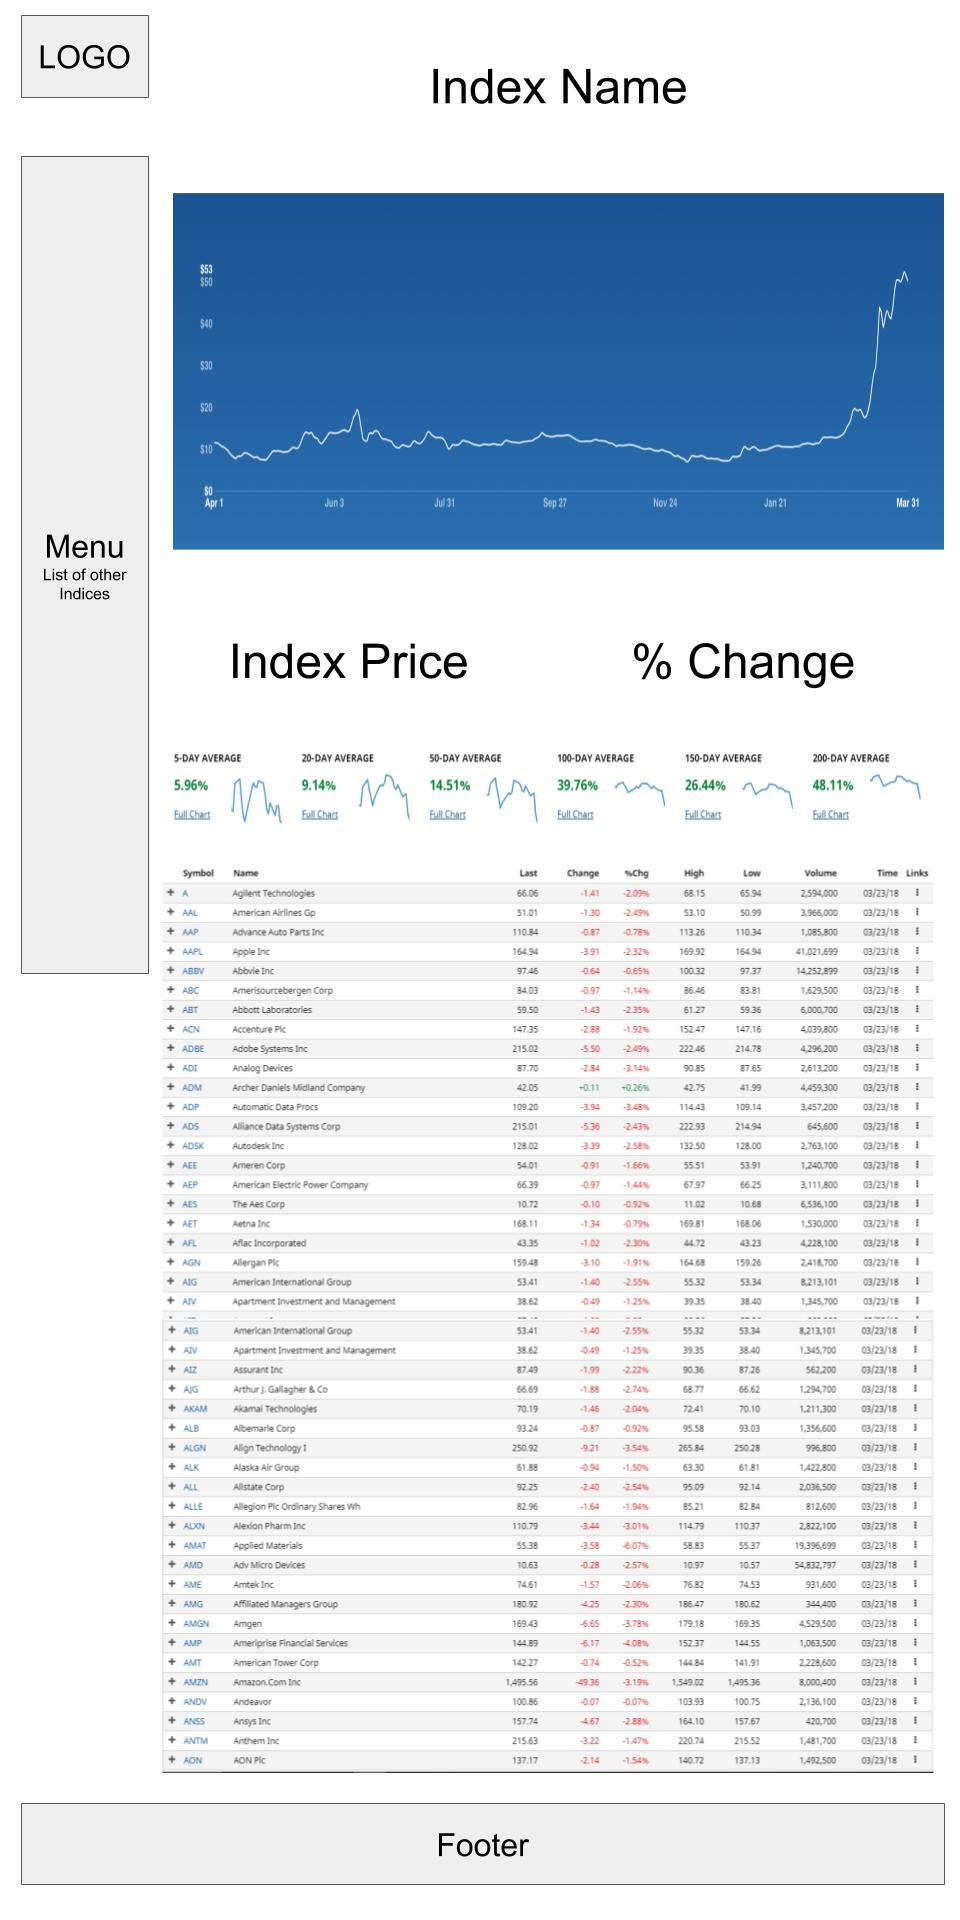 LOGO
Index Name
Menu
List of other
Indices
$53
$50
$40
$30
$20
$10
$0
Apr 1 Jun 3 Jul 31 Sep 27 Nov 24 Jan 21 Mar 31
Index Price % Change
5-DAY AVERAGE 20-DAY AVERAGE 50-DAY AVERAGE 100-DAY AVERAGE 150-DAY AVERAGE 200-DAY AVERAGE
5.96% 9.14% 14.51% 39.76% 26.44% 48.11%
Full Chart Full Chart Full Chart Full Chart Full Chart Full Chart
Symbol Name Last Change %Chg High Low Volume Time Links
+ A Agilent Technologies 66.06 -1.41 -2.09% 68.15 65.94 2,594,000 03/23/18
+ AAL American Airlines Gp 51.01 -1.30 -2.49% 53.10 50.99 3,966,000 03/23/18
+ AAP Advance Auto Parts Inc 110.84 -0.87 -0.78% 113.26 110.34 1,085,800 03/23/18
+ AAPL Apple Inc 164.94 -3.91 -2.32% 169.92 164.94 41,021,699 03/23/18
+ ABBV Abbvie Inc 97.46 -0.64 -0.65% 100.32 97.37 14,252,899 03/23/18
+ ABC Amerisourcebergen Corp 84.03 -0.97 -1.14% 86.46 83.81 1,629,500 03/23/18
+ ABT Abbott Laboratories 59.50 -1.43 -2.35% 61.27 59.36 6,000,700 03/23/18
+ ACN Accenture Plc 147.35 -2.88 -1.92% 152.47 147.16 4,039,800 03/23/18
+ ADBE Adobe Systems Inc 215.02 -5.50 -2.49% 222.46 214.78 4,296,200 03/23/18
+ ADI Analog Devices 87.70 -2.84 -3.14% 90.85 87.65 2,613,200 03/23/18
+ ADM Archer Daniels Midland Company 42.05 +0.11 +0.26% 42.75 41.99 4,459,300 03/23/18
+ ADP Automatic Data Procs 109.20 -3.94 -3.48% 114.43 109.14 3,457,200 03/23/18
+ ADS Alliance Data Systems Corp 215.01 -5.36 -2.43% 222.93 214.94 645,600 03/23/18
+ ADSK Autodesk Inc 128.02 -3.39 -2.58% 132.50 128.00 2,763,100 03/23/18
+ AEE Ameren Corp 54.01 -0.91 -1.66% 55.51 53.91 1,240,700 03/23/18
+ AEP American Electric Power Company 66.39 -0.97 -1.44% 67.97 66.25 3,111,800 03/23/18
+ AES The Aes Corp 10.72 -0.10 -0.92% 11.02 10.68 6,536,100 03/23/18
+ AET Aetna Inc 168.11 -1.34 -0.79% 169.81 168.06 1,530,000 03/23/18
+ AFL Aflac Incorporated 43.35 -1.02 -2.30% 44.72 43.23 4,228,100 03/23/18
+ AGN Allergan Plc 159.48 -3.10 -1.91% 164.68 159.26 2,418,700 03/23/18
+ AIG American International Group 53.41 -1.40 -2.55% 55.32 53.34 8,213,101 03/23/18
+ AIV Apartment Investment and Management 38.62 -0.49 -1.25% 39.35 38.40 1,345,700 03/23/18
+ AIG American International Group 53.41 -1.40 -2.55% 55.32 53.34 8,213,101 03/23/18
+ AIV Apartment Investment and Management 38.62 -0.49 -1.25% 39.35 38.40 1,345,700 03/23/18
+ AIZ Assurant Inc 87.49 -1.99 -2.22% 90.36 87.26 562,200 03/23/18
+ AJG Arthur J. Gallagher & Co 66.69 -1.88 -2.74% 68.77 66.62 1,294,700 03/23/18
+ AKAM Akamai Technologies 70.19 -1.46 -2.04% 72.41 70.10 1,211,300 03/23/18
+ ALB Albemarle Corp 93.24 -0.87 -0.92% 95.58 93.03 1,356,600 03/23/18
+ ALGN Align Technology I 250.92 -9.21 -3.54% 265.84 250.28 996,800 03/23/18
+ ALK Alaska Air Group 61.88 -0.94 -1.50% 63.30 61.81 1,422,800 03/23/18
+ ALL Allstate Corp 92.25 -2.40 -2.54% 95.09 92.14 2,036,500 03/23/18
+ ALLE Allegion Plc Ordinary Shares Wh 82.96 -1.64 -1.94% 85.21 82.84 812,600 03/23/18
+ ALXN Alexion Pharm Inc 110.79 -3.44 -3.01% 114.79 110.37 2,822,100 03/23/18
+ AMAT Applied Materials 55.38 -3.58 -6.07% 58.83 55.37 19,396,699 03/23/18
+ AMD Adv Micro Devices 10.63 -0.28 -2.57% 10.97 10.57 54,832,797 03/23/18
+ AME Amtek Inc 74.61 -1.57 -2.06% 76.82 74.53 931,600 03/23/18
+ AMG Affiliated Managers Group 180.92 -4.25 -2.30% 186.47 180.62 344,400 03/23/18
+ AMGN Amgen 169.43 -6.65 -3.78% 179.18 169.35 4,529,500 03/23/18
+ AMP Ameriprise Financial Services 144.89 -6.17 -4.08% 152.37 144.55 1,063,500 03/23/18
+ AMT American Tower Corp 142.27 -0.74 -0.52% 144.84 141.91 2,228,600 03/23/18
+ AMZN Amazon.Com Inc 1,495.56 -49.36 -3.19% 1,549.02 1,495.36 8,000,400 03/23/18
+ ANDV Andeavor 100.86 -0.07 -0.07% 103.93 100.75 2,136,100 03/23/18
+ ANSS Ansys Inc 157.74 -4.67 -2.88% 164.10 157.67 420,700 03/23/18
+ ANTM Anthem Inc 215.63 -3.22 -1.47% 220.74 215.52 1,481,700 03/23/18
+ AON AON Plc 137.17 -2.14 -1.54% 140.72 137.13 1,492,500 03/23/18
Footer